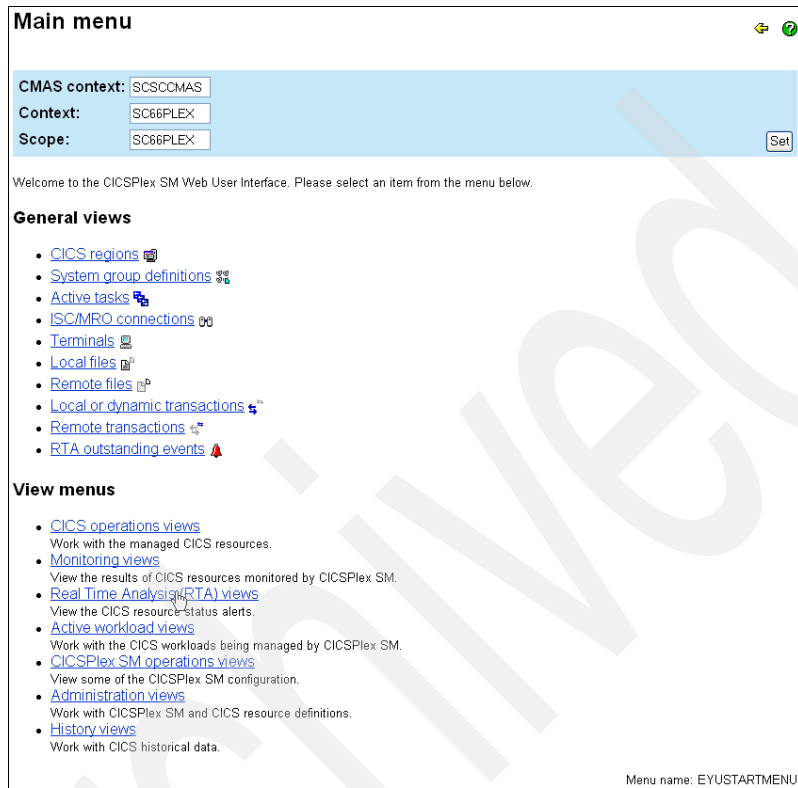 Main menu
CMAS context: SCSCCMAS
Context: SC66PLEX
Scope: SC66PLEX
Set
Welcome to the CICSPlex SM Web User Interface. Please select an item from the menu below.
General views
CICS regions
System group definitions
Active tasks
ISC/MRO connections
Terminals
Local files
Remote files
Local or dynamic transactions
Remote transactions
RTA outstanding events
View menus
CICS operations views
Work with the managed CICS resources.
Monitoring views
View the results of CICS resources monitored by CICSPlex SM.
Real Time Analysis (RTA) views
View the CICS resource status alerts.
Active workload views
Work with the CICS workloads being managed by CICSPlex SM.
CICSPlex SM operations views
View some of the CICSPlex SM configuration.
Administration views
Work with CICSPlex SM and CICS resource definitions.
History views
Work with CICS historical data.
Menu name: EYUSTARTMENU